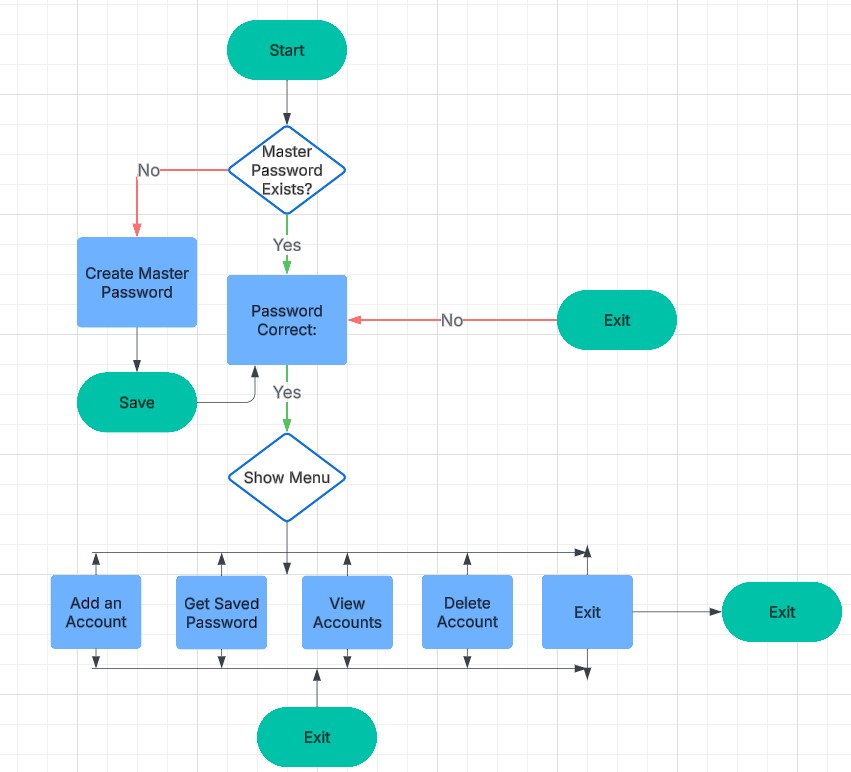 Start
Master
Password
Exists?
No
Yes
Create Master
Password
Password
Correct:
No
Exit
Save
Yes
Show Menu
Add an
Account
Get Saved
Password
View
Accounts
Delete
Account
Exit
Exit
Exit